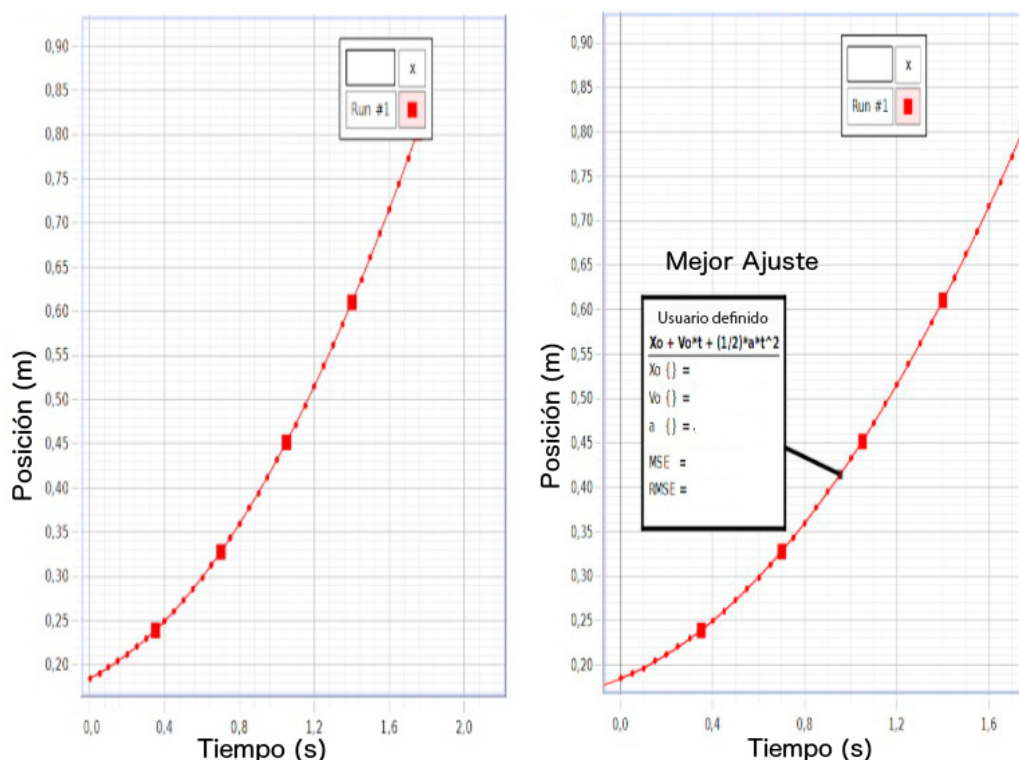 0,90
0,85
0,80
0,75
0,70
0,65
0,60
0,55
0,50
0,45
0,40
0,35
0,30
0,25
0,20
Posición (m)
x
Run #1
0,0 0,4 0,8 1,2 1,6 2,0
Tiempo (s)
0,90
0,85
0,80
0,75
0,70
0,65
0,60
0,55
0,50
0,45
0,40
0,35
0,30
0,25
0,20
Posición (m)
x
Run #1
Mejor Ajuste
Usuario definido
Xo + Vo*t + (1/2)*a*t^2
Xo {} =
Vo {} =
a {} =
MSE =
RMSE =
0,0 0,4 0,8 1,2 1,6
Tiempo (s)